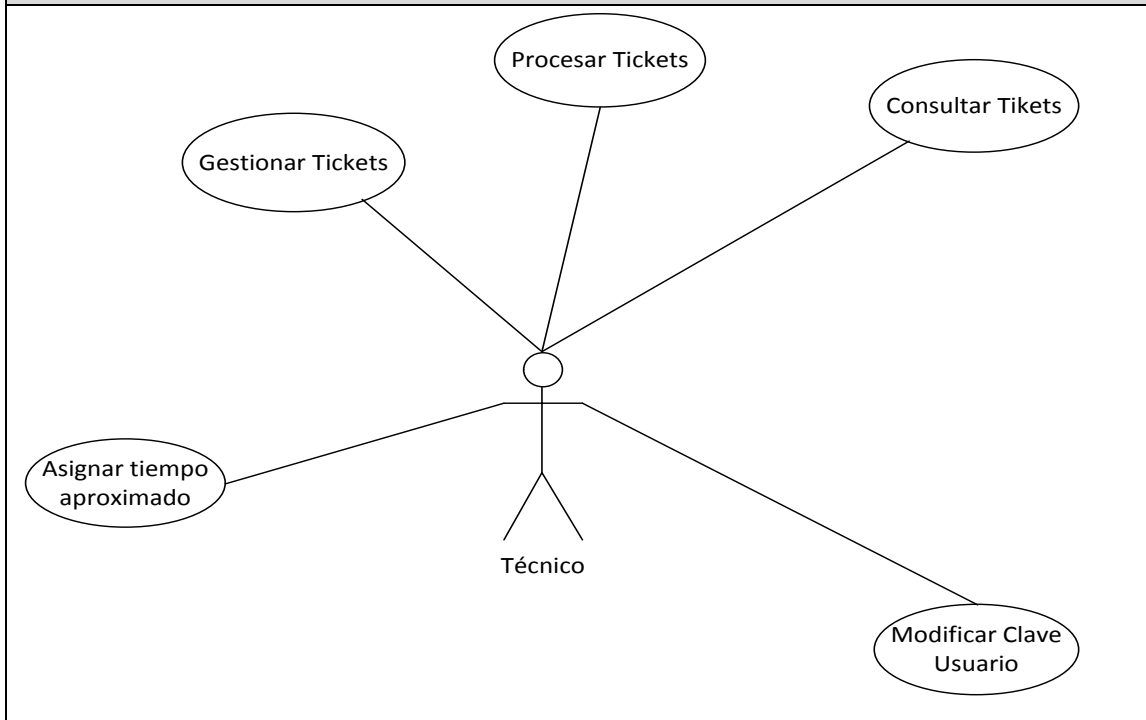 Procesar Tickets
Consultar Tikets
Gestionar Tickets
Asignar tiempo
aproximado
Técnico
Modificar Clave
Usuario